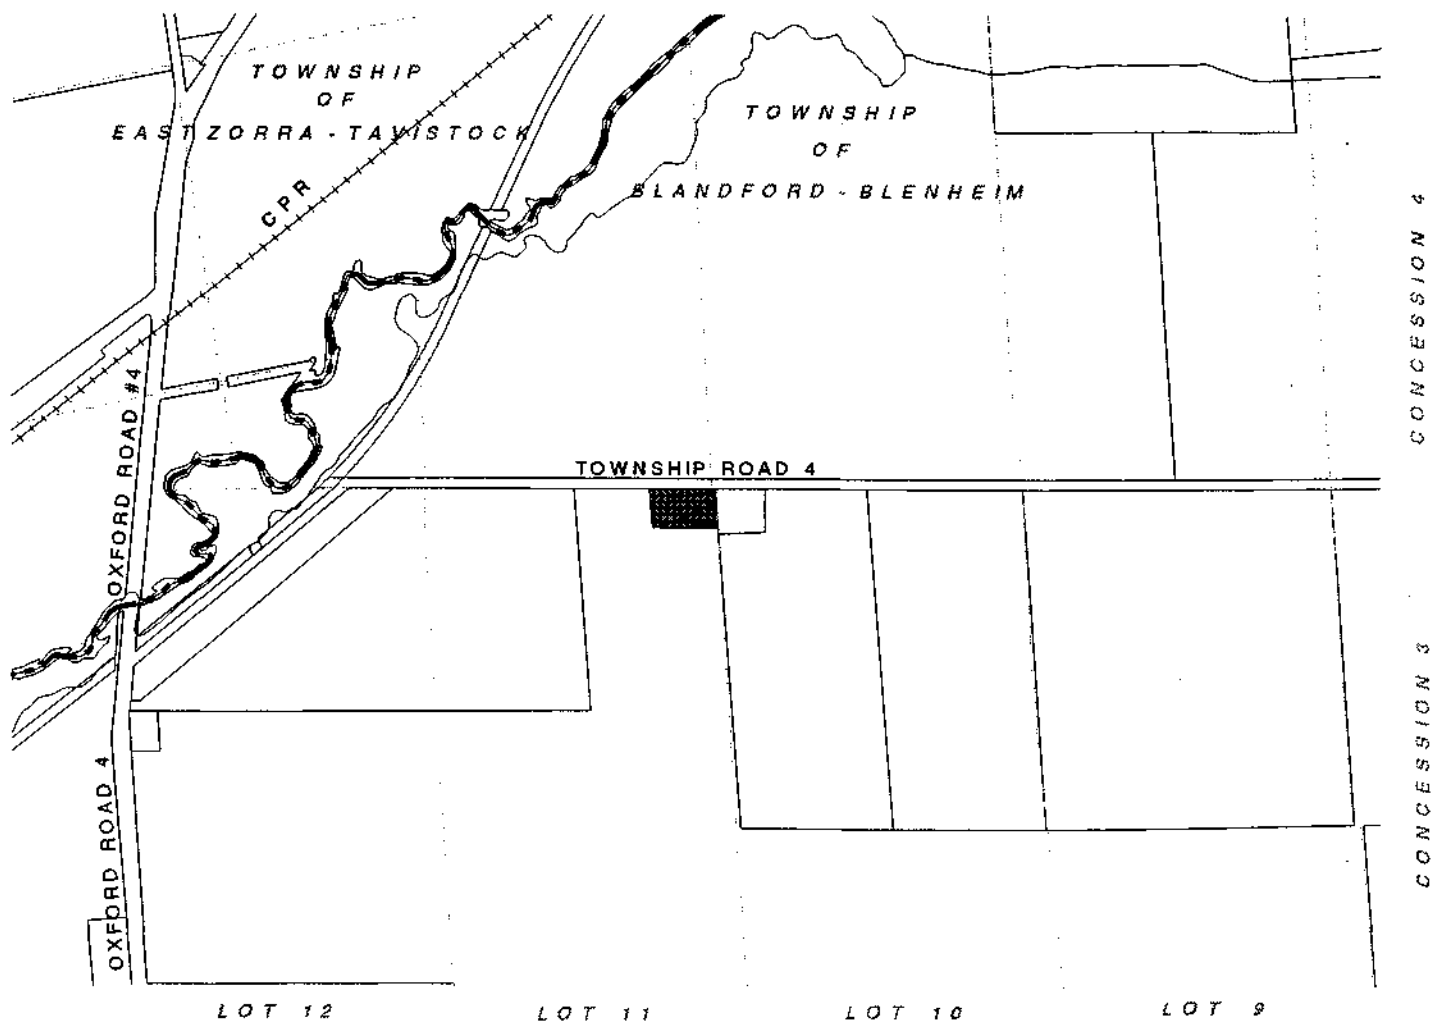 TOWNSHIP
OF
EAST ZORRA - TAVISTOCK
TOWNSHIP
OF
BLANDFORD - BLENHEIM
CPR
CONCESSION 4
OXFORD ROAD #4
TOWNSHIP ROAD 4
CONCESSION 3
OXFORD ROAD 4
LOT 12
LOT 11
LOT 10
LOT 9